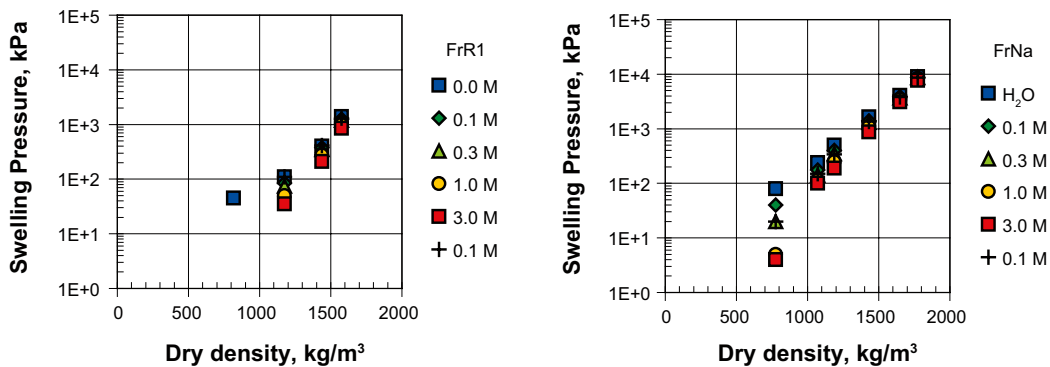 Swelling Pressure, kPa
1E+5
1E+4
1E+3
1E+2
1E+1
1E+0
0 500 1000 1500 2000
Dry density, kg/m³
FrR1
0.0 M
0.1 M
0.3 M
1.0 M
3.0 M
0.1 M
Swelling Pressure, kPa
1E+5
1E+4
1E+3
1E+2
1E+1
1E+0
0 500 1000 1500 2000
Dry density, kg/m³
FrNa
H₂O
0.1 M
0.3 M
1.0 M
3.0 M
0.1 M